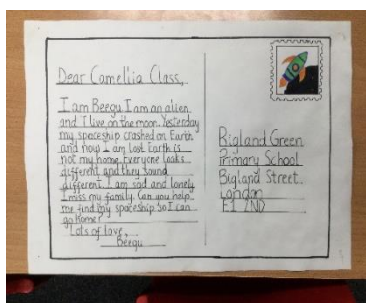 Dear Cameliia Class,
I am Beegu. I am an alien
and I live on the moon. Yesterday
my spaceship crashed on Earth
and now I am lost. Earth is
not my home. Everyone looks
different and they sound
different. I am sad and lonely
I miss my family. Can you help
me find my spaceship So I can
go home?
Lots of love,
Beegu
Bigland Green
Primary School
Bigland Street
London
E1 2ND